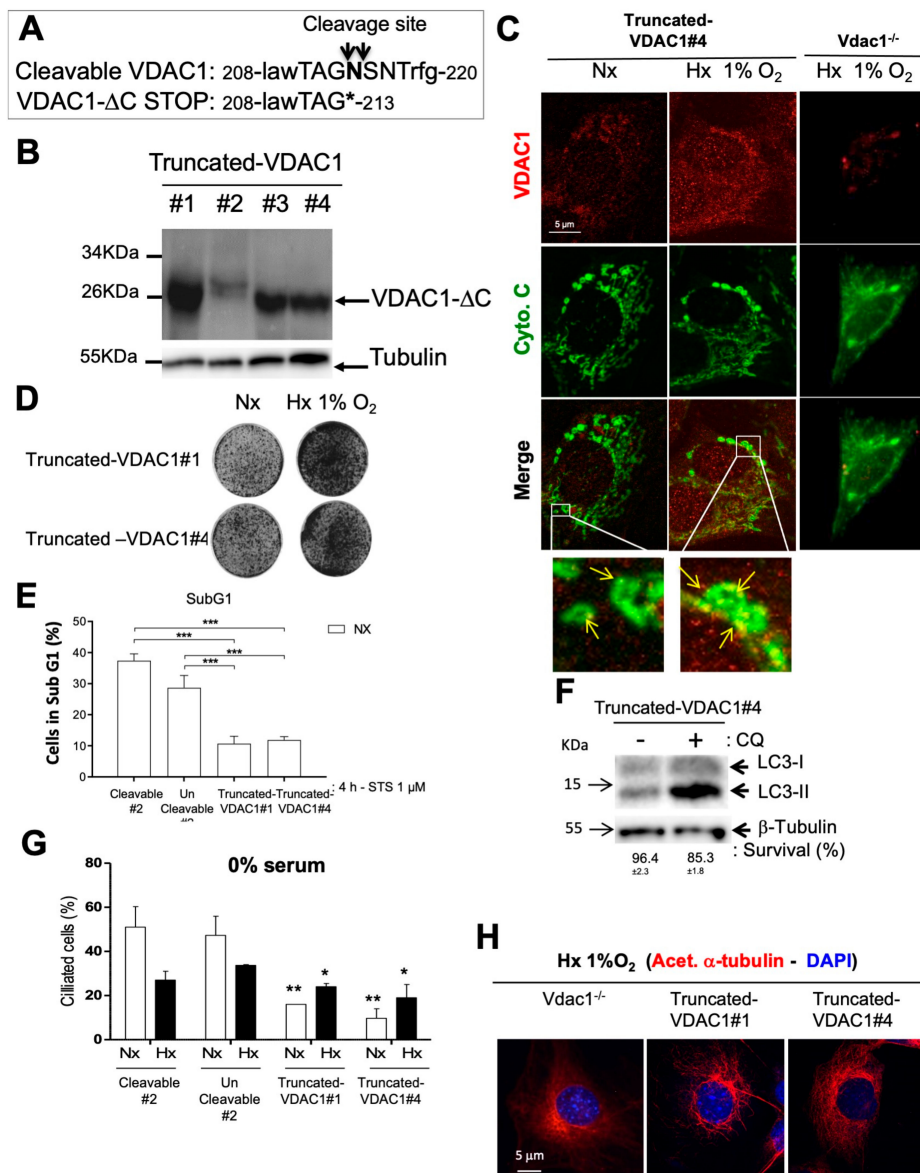 A
Cleavage site
Cleavable VDAC1: 208-lawTAGNSNTrfg-220
VDAC1-ΔC STOP: 208-lawTAG*-213
B
Truncated-VDAC1
#1 #2 #3 #4
34KDa
26KDa
VDAC1-ΔC
55KDa
Tubulin
C
Truncated-
VDAC1#4
Vdac1-/-
Nx
Hx 1% O2
Hx 1% O2
VDAC1
5 µm
Cyto. C
Merge
D
Nx Hx 1% O2
Truncated-VDAC1#1
Truncated –VDAC1#4
E
SubG1
Cells in Sub G1 (%)
50
40
30
20
10
0
NX
***
***
***
***
Cleavable
#2
Un
Cleavable
#2
Truncated-
VDAC1#1
Truncated-
VDAC1#4
: 4 h - STS 1 µM
F
Truncated-VDAC1#4
- + : CQ
KDa
LC3-I
15
LC3-II
55
β-Tubulin
: Survival (%)
96.4 85.3
±2.3 ±1.8
G
0% serum
Cilliated cells (%)
80
60
40
20
0
** * ** *
Nx Hx Nx Hx Nx Hx Nx Hx
Cleavable
#2
Un
Cleavable
#2
Truncated-
VDAC1#1
Truncated-
VDAC1#4
H
Hx 1%O2 (Acet. α-tubulin - DAPI)
Vdac1-/-
Truncated-
VDAC1#1
Truncated-
VDAC1#4
5 µm